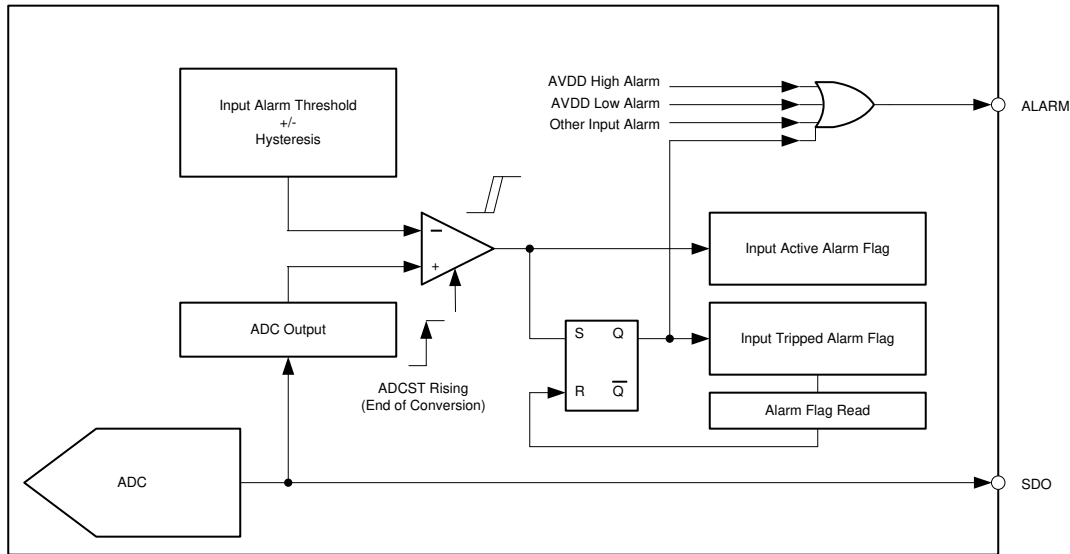 AVDD High Alarm
AVDD Low Alarm
Other Input Alarm
ALARM
Input Alarm Threshold
+/-
Hysteresis
−
+
Input Active Alarm Flag
ADC Output
ADCST Rising
(End of Conversion)
S Q
R Q̅
Input Tripped Alarm Flag
Alarm Flag Read
ADC
SDO